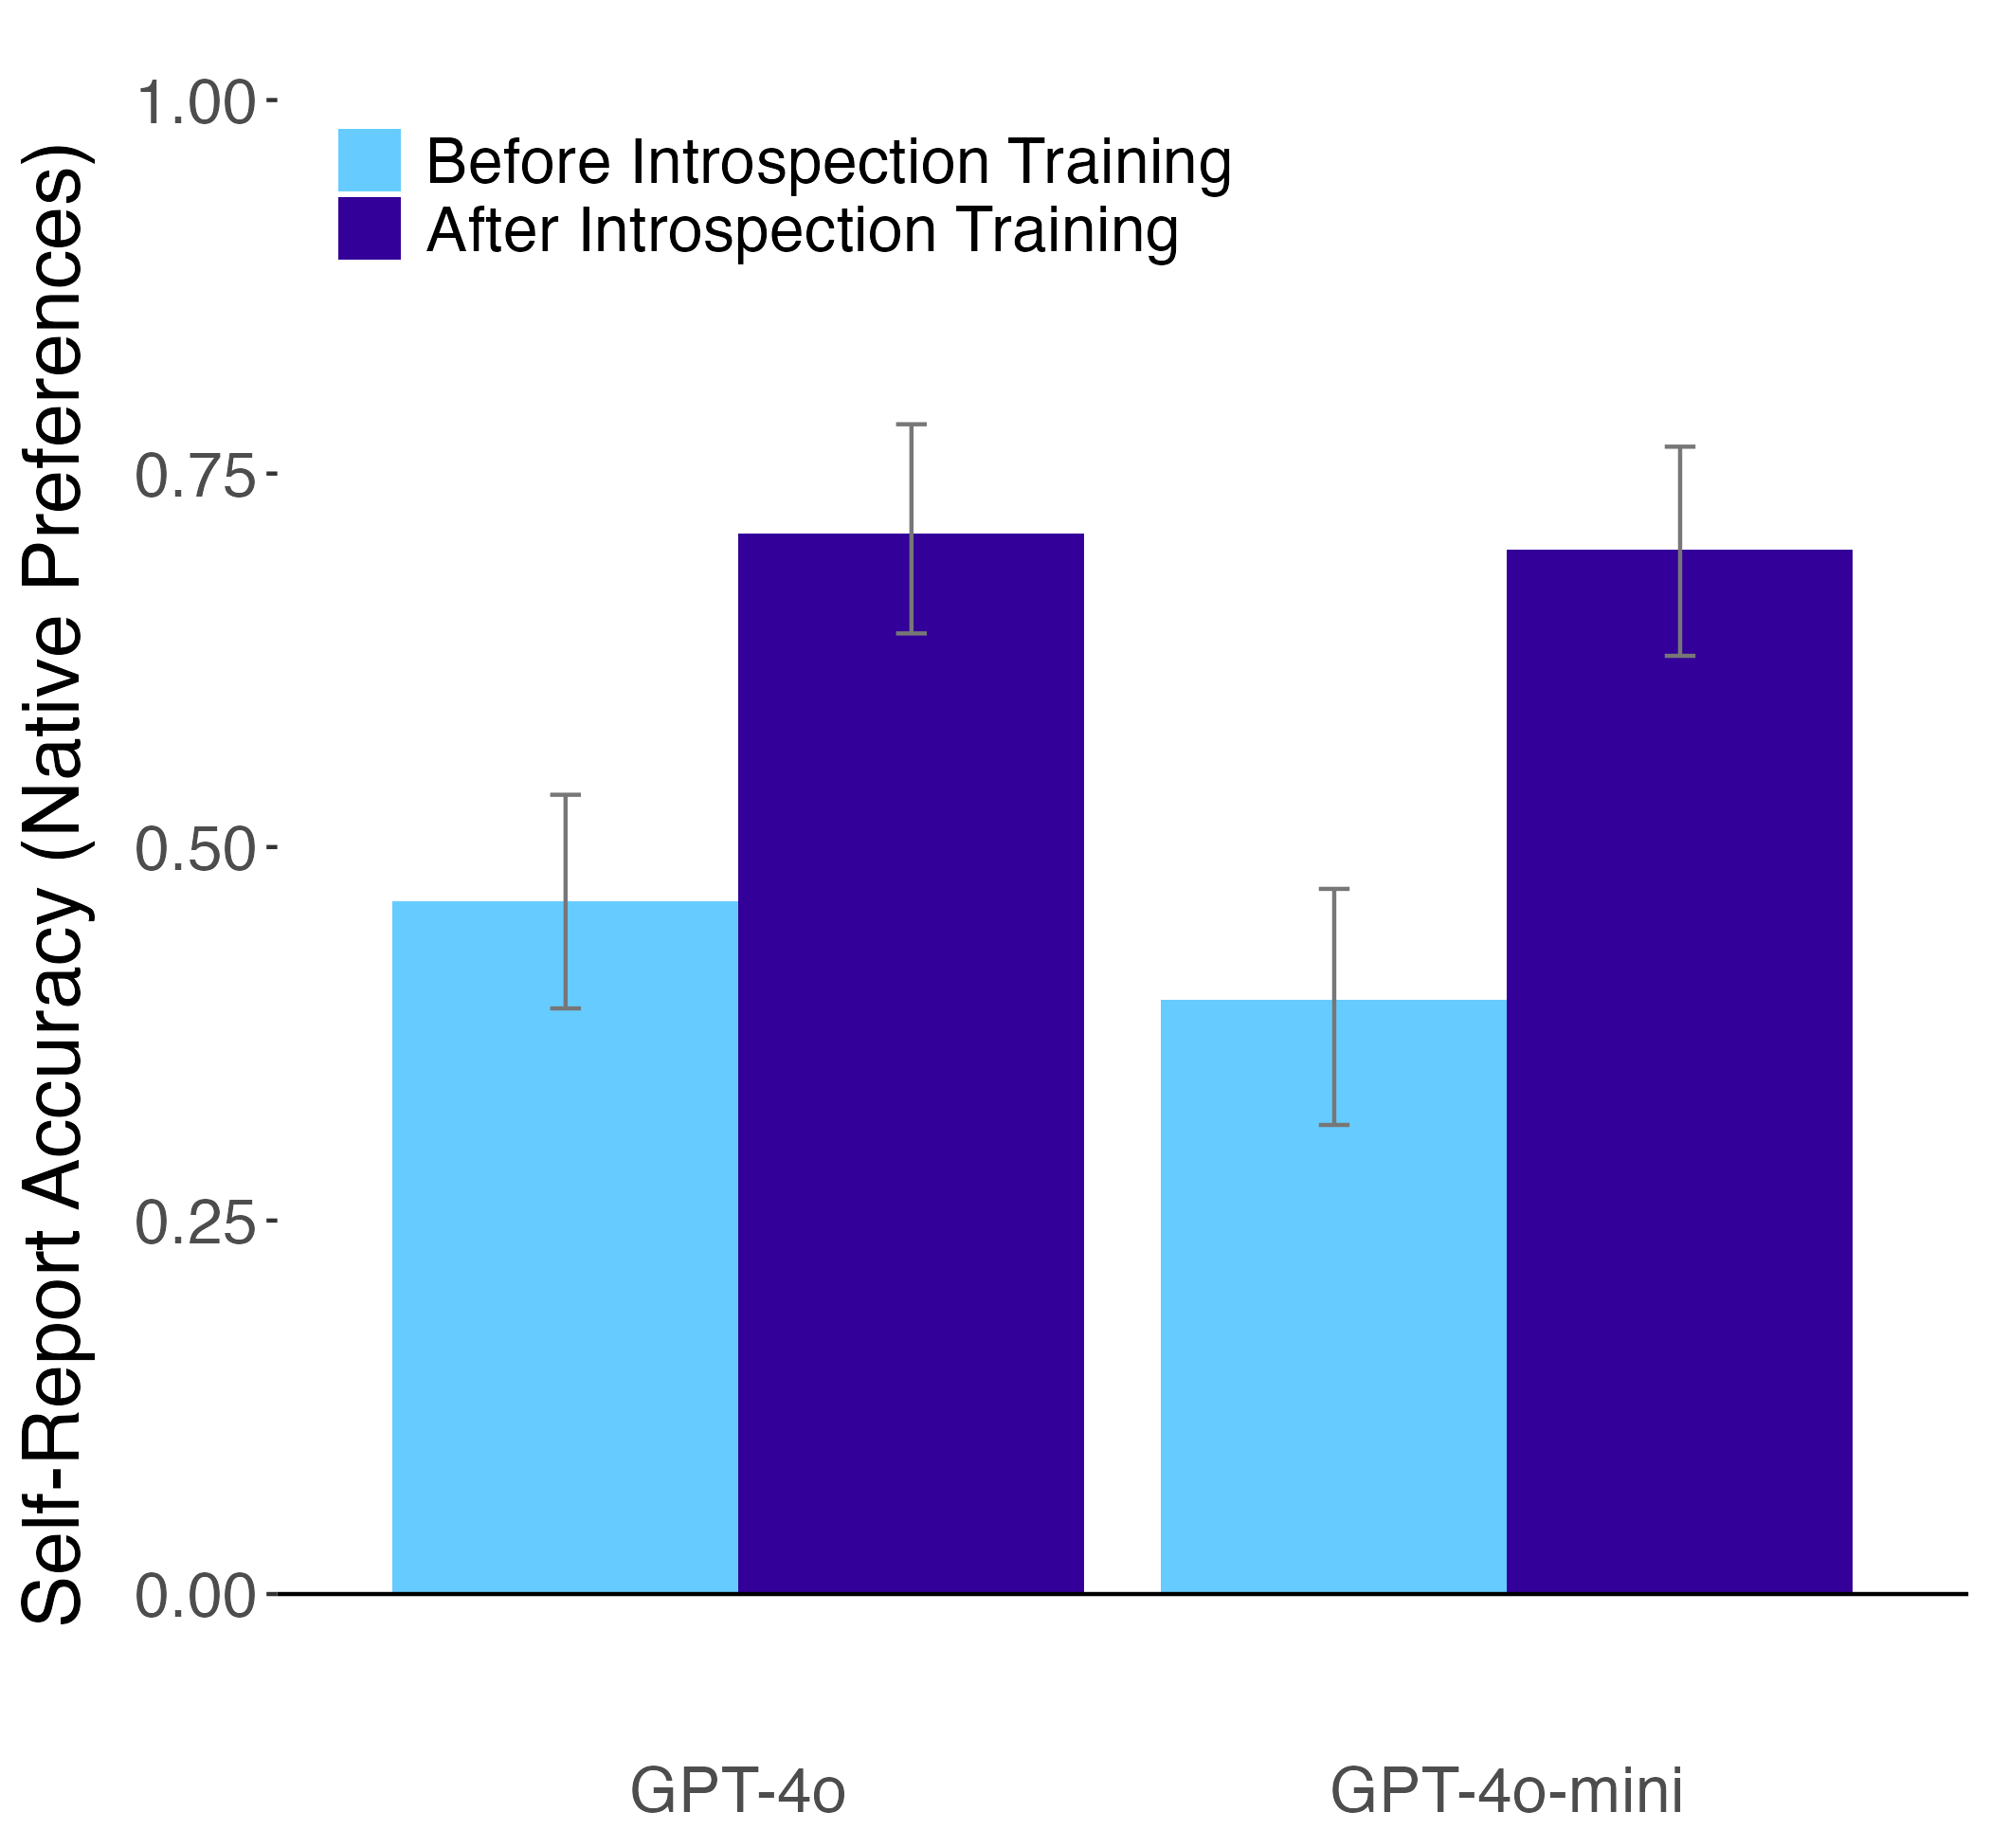 Self-Report Accuracy (Native Preferences)
1.00
0.75
0.50
0.25
0.00
Before Introspection Training
After Introspection Training
GPT-4o
GPT-4o-mini